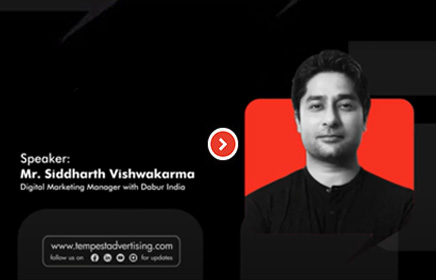 Speaker:
Mr. Siddharth Vishwakarma
Digital Marketing Manager with Dabur India
www.tempestadvertising.com
follow us on for updates